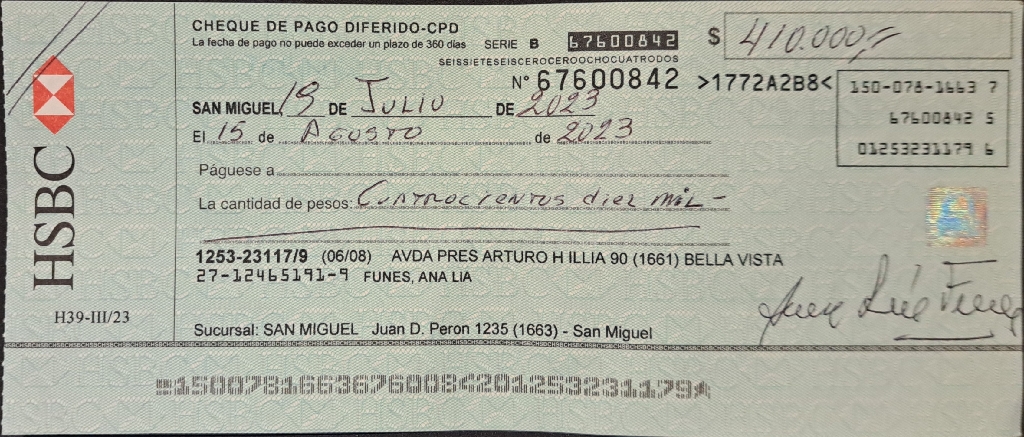 HSBC
H39-III/23
CHEQUE DE PAGO DIFERIDO-CPD
La fecha de pago no puede exceder un plazo de 360 días SERIE B 67600842 $ 410.000,-
SEISSIETESEISCEROCEROOCHOCUATRODOS
N° 67600842 >1772A2B8<
150-078-1663 7
67600842 5
01253231179 6
SAN MIGUEL, 19 DE JULIO DE 2023
El 15 de AGOSTO de 2023
Páguese a
La cantidad de pesos: Cuatrocientos diez mil -
1253-23117/9 (06/08) AVDA PRES ARTURO H ILLIA 90 (1661) BELLA VISTA
27-12465191-9 FUNES, ANA LIA
Sucursal: SAN MIGUEL Juan D. Peron 1235 (1663) - San Miguel
150078166367600842012532311794